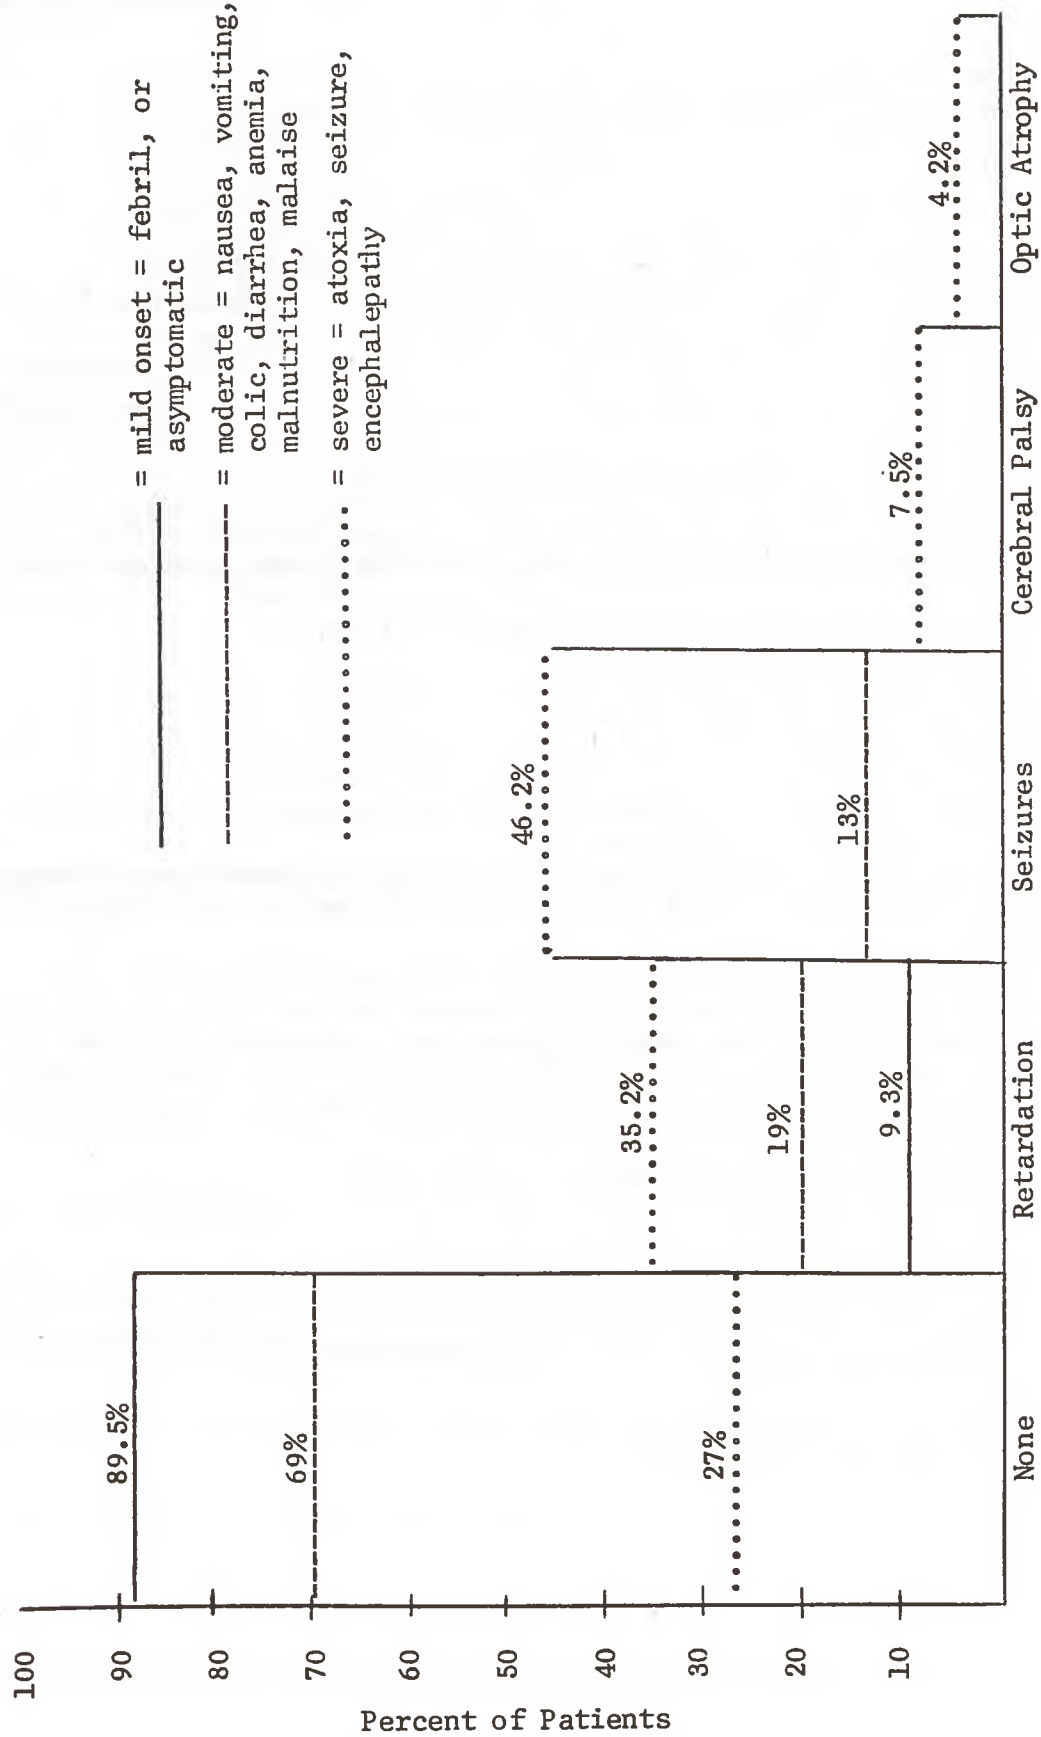 = mild onset = febril, or
asymptomatic
= moderate = nausea, vomiting,
colic, diarrhea, anemia,
malnutrition, malaise
= severe = atoxia, seizure,
encephalepathy
100
90
80
70
60
50
40
30
20
10
Percent of Patients
89.5%
69%
27%
35.2%
19%
9.3%
46.2%
13%
7.5%
4.2%
None
Retardation
Seizures
Cerebral Palsy
Optic Atrophy